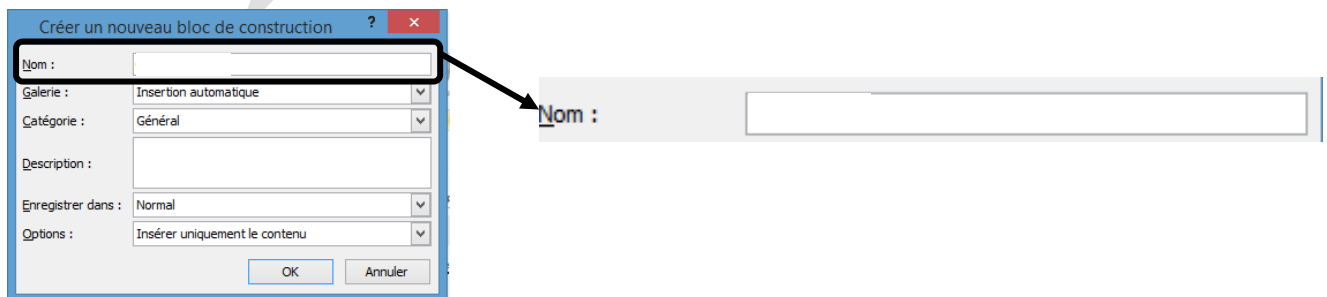 Créer un nouveau bloc de construction ? ×
Nom :
Galerie : Insertion automatique
Catégorie : Général
Description :
Enregistrer dans : Normal
Options : Insérer uniquement le contenu
OK Annuler
Nom :